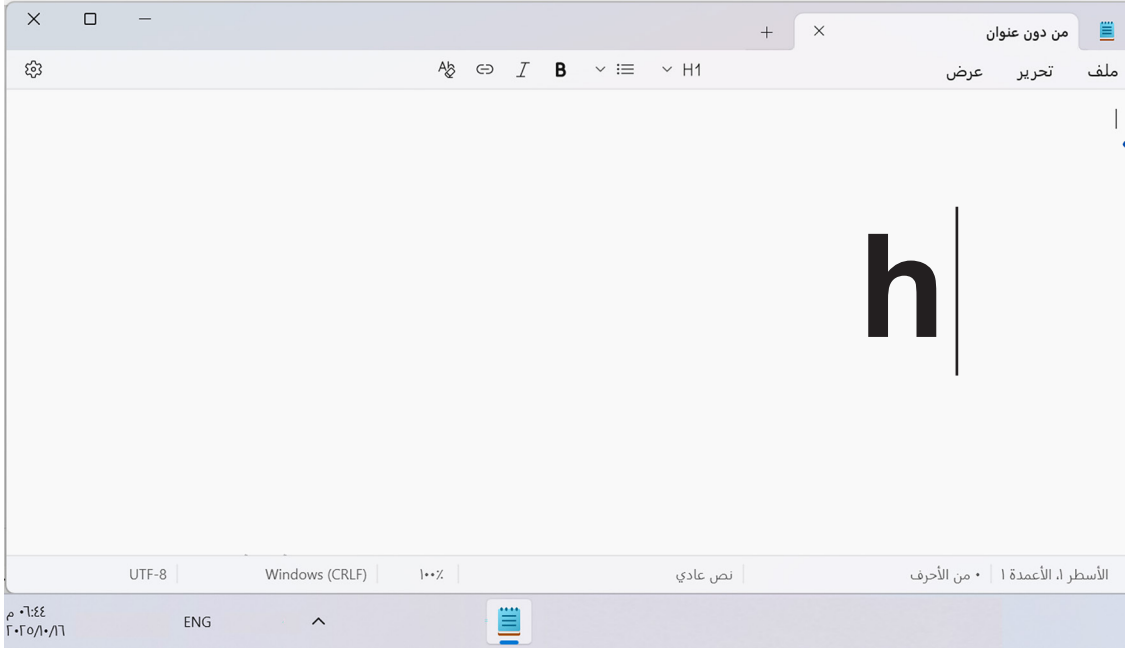 من دون عنوان
ملف تحرير عرض H1 B I A
h
الأسطر ١، الأعمدة ١ ٠ من الأحرف نص عادي ١٠٠٪ Windows (CRLF) UTF-8
ENG
٠٦:٤٤ م
٢٠٢٥/١٠/١٦